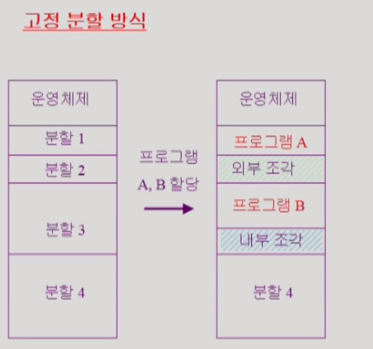 고정 분할 방식
운영체제
분할 1
분할 2
분할 3
분할 4
프로그램
A, B 할당
운영체제
프로그램 A
외부 조각
프로그램 B
내부 조각
분할 4